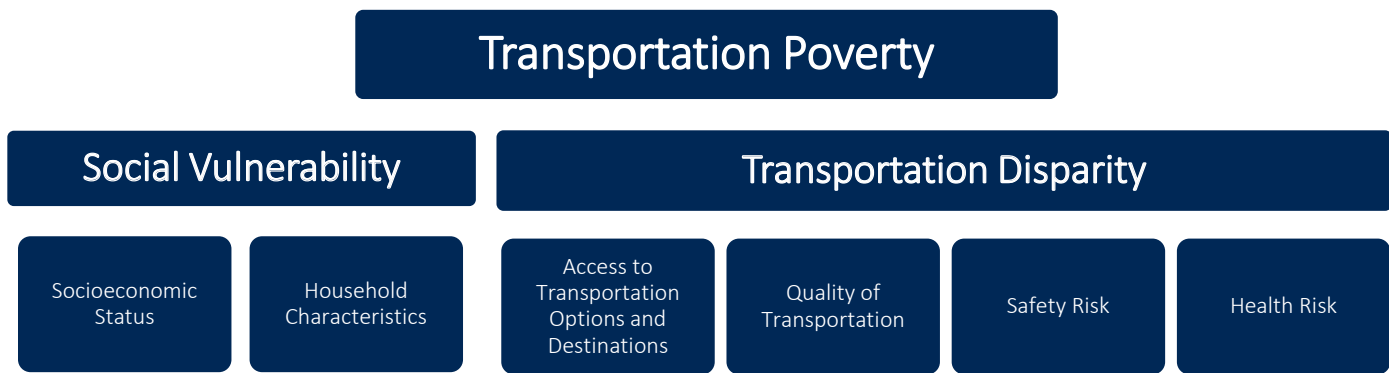 Transportation Poverty
Social Vulnerability
Transportation Disparity
Socioeconomic
Status
Household
Characteristics
Access to
Transportation
Options and
Destinations
Quality of
Transportation
Safety Risk
Health Risk